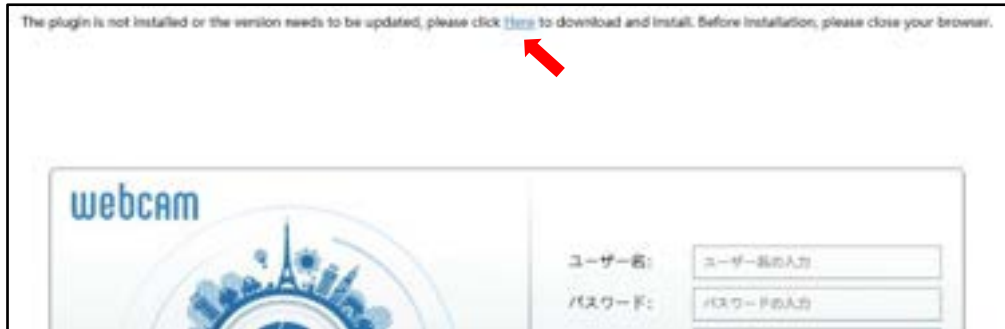 The plugin is not installed or the version needs to be updated, please click Here to download and install. Before installation, please close your browser.
webcam
ユーザー名:
ユーザー名の入力
パスワード:
パスワードの入力